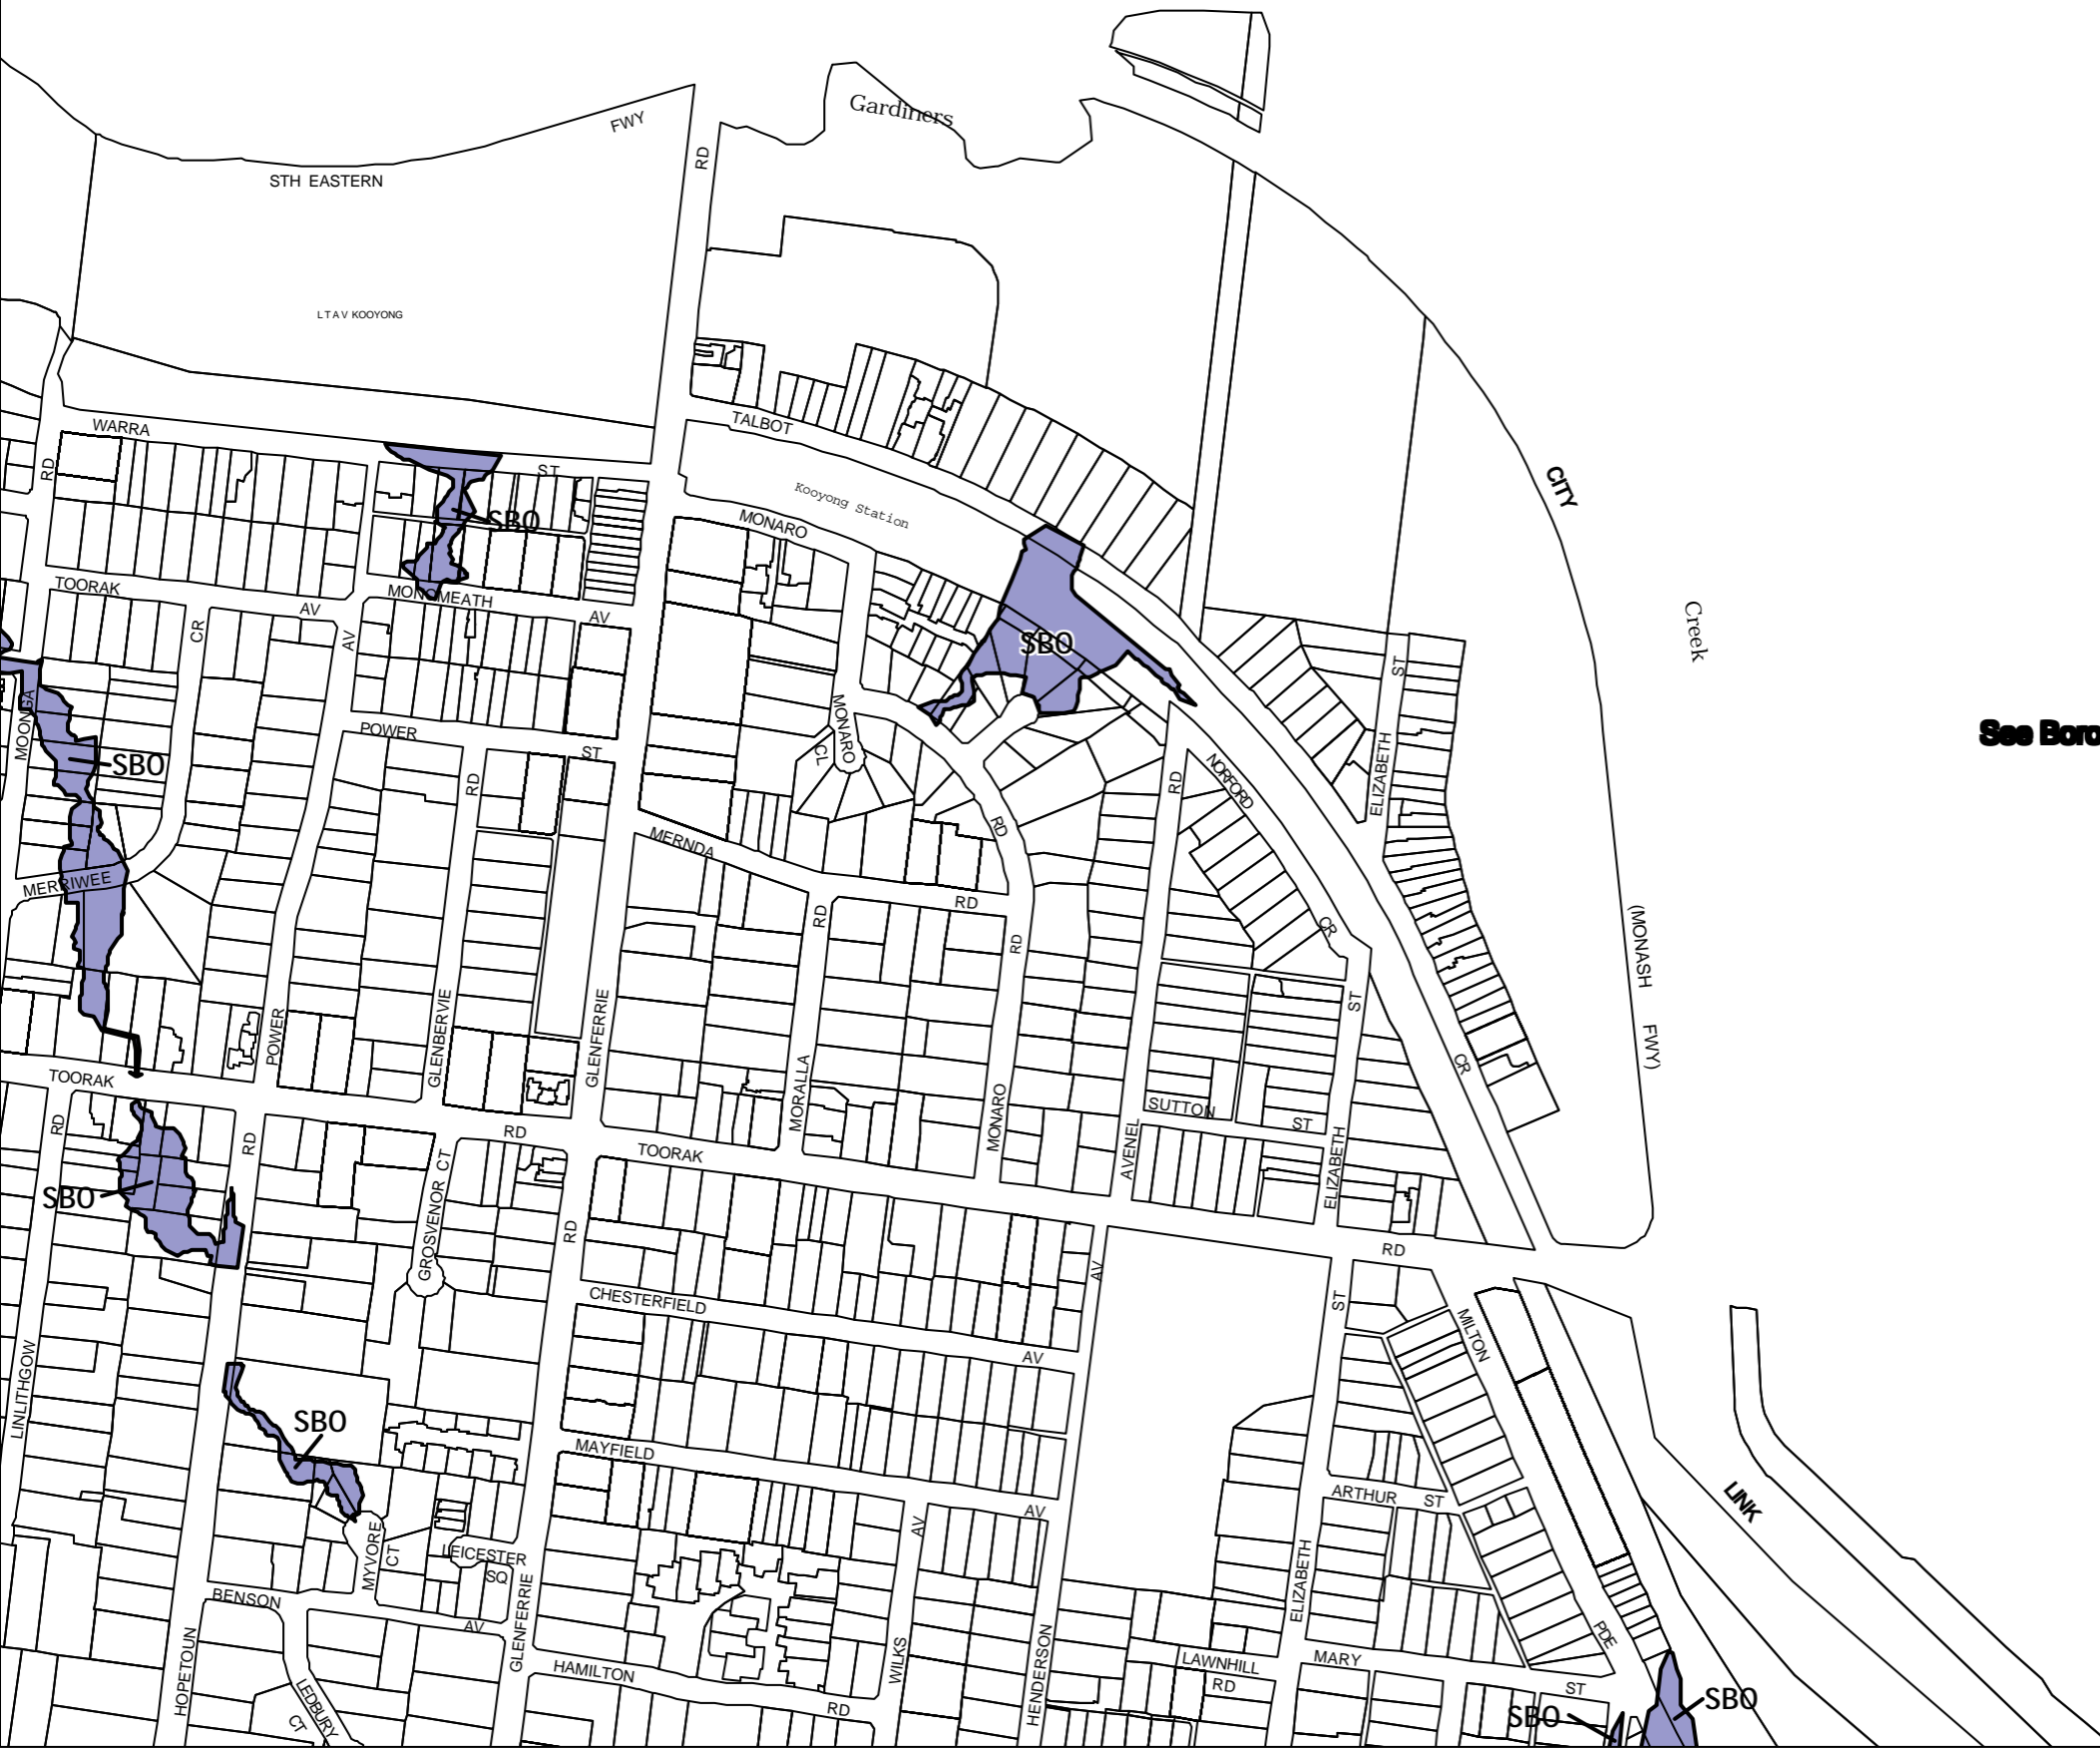 Gardiners
FWY
RD
STH EASTERN
LTAV KOOYONG
WARRA
TALBOT
RD
ST
CITY
Kooyong Station
SBO
MONARO
TOORAK
AV
MONOMEATH
AV
CR
AV
SBO
Creek
ST
MOONGA
MONARO
CL
POWER
ST
See Boro
SBO
RD
RD
NORFORD
ELIZABETH
RD
MERNDA
MERRIWEE
RD
RD
RD
CR
(MONASH
FWY)
POWER
GLENBERVIE
GLENFERRIE
ST
CR
TOORAK
MORALLA
MONARO
SUTTON
ST
RD
RD
RD
TOORAK
AVENEL
ELIZABETH
SBO
GROSVENOR CT
RD
RD
AV
CHESTERFIELD
ST
MILTON
AV
LINLITHGOW
SBO
MAYFIELD
AV
ARTHUR
ST
LINK
AV
MYVORE
CT
LEICESTER
SQ
ELIZABETH
BENSON
AV
GLENFERRIE
HOPETOUN
LEDBURY
CT
HAMILTON
RD
WILKS
HENDERSON
LAWNHILL
RD
MARY
ST
PDE
SBO
SBO